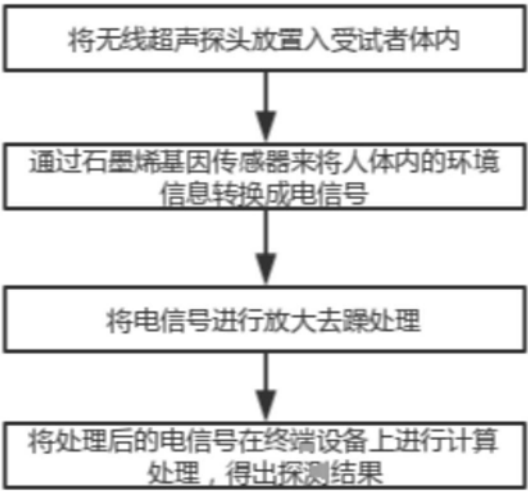 将无线超声探头放置入受试者体内
通过石墨烯基因传感器来将人体内的环境
信息转换成电信号
将电信号进行放大去躁处理
将处理后的电信号在终端设备上进行计算
处理，得出探测结果